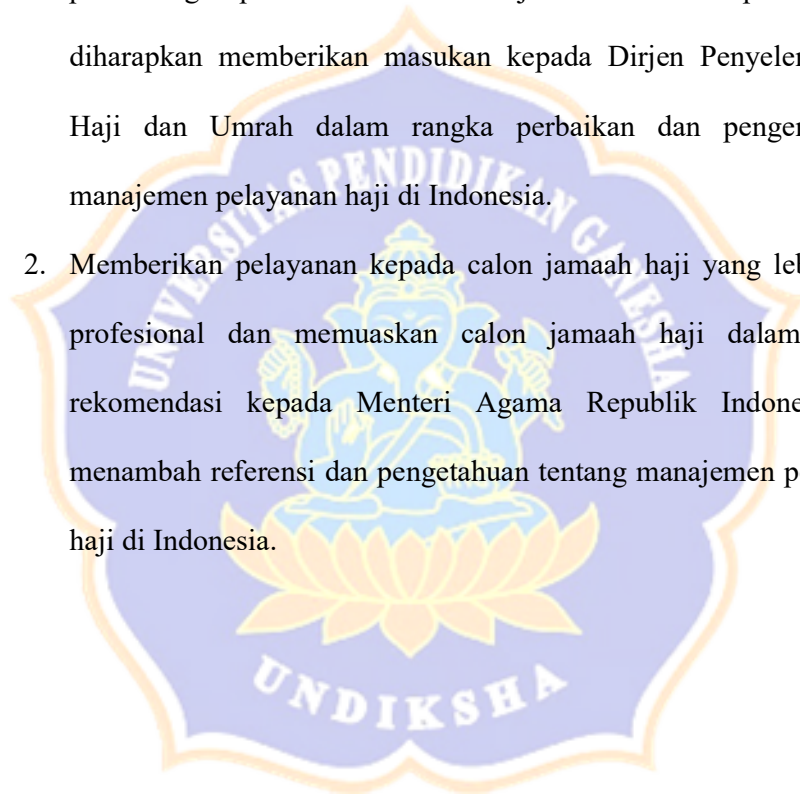 diharapkan memberikan masukan kepada Dirjen
Haji dan Umrah dalam rangka perbaikan dan
manajemen pelayanan haji di Indonesia.
2. Memberikan pelayanan kepada calon jamaah haji yang
profesional dan memuaskan calon jamaah haji dalam
rekomendasi kepada Menteri Agama Republik
menambah referensi dan pengetahuan tentang manajemen
haji di Indonesia.
UNIVERSITAS PENDIDIKAN GANESHA
UNDIKSHA